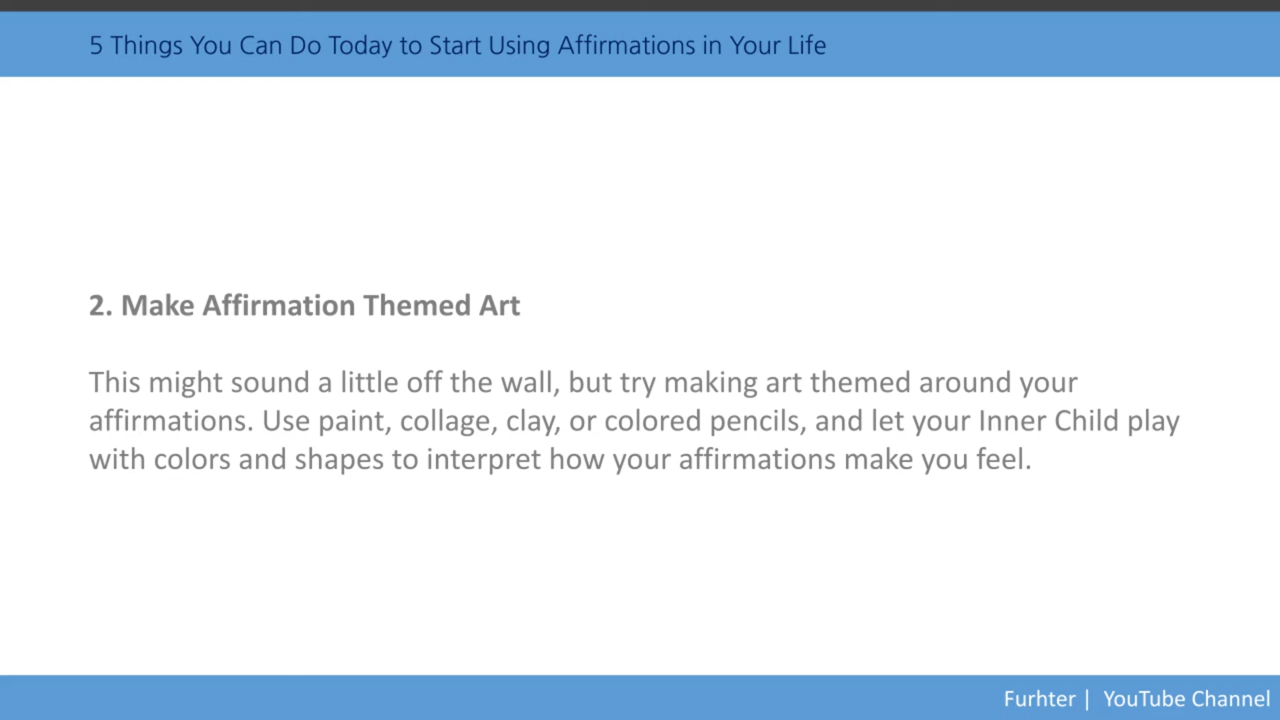 5 Things You Can Do Today to Start Using Affirmations in Your Life
2. Make Affirmation Themed Art
This might sound a little off the wall, but try making art themed around your
affirmations. Use paint, collage, clay, or colored pencils, and let your Inner Child play
with colors and shapes to interpret how your affirmations make you feel.
Furhter | YouTube Channel